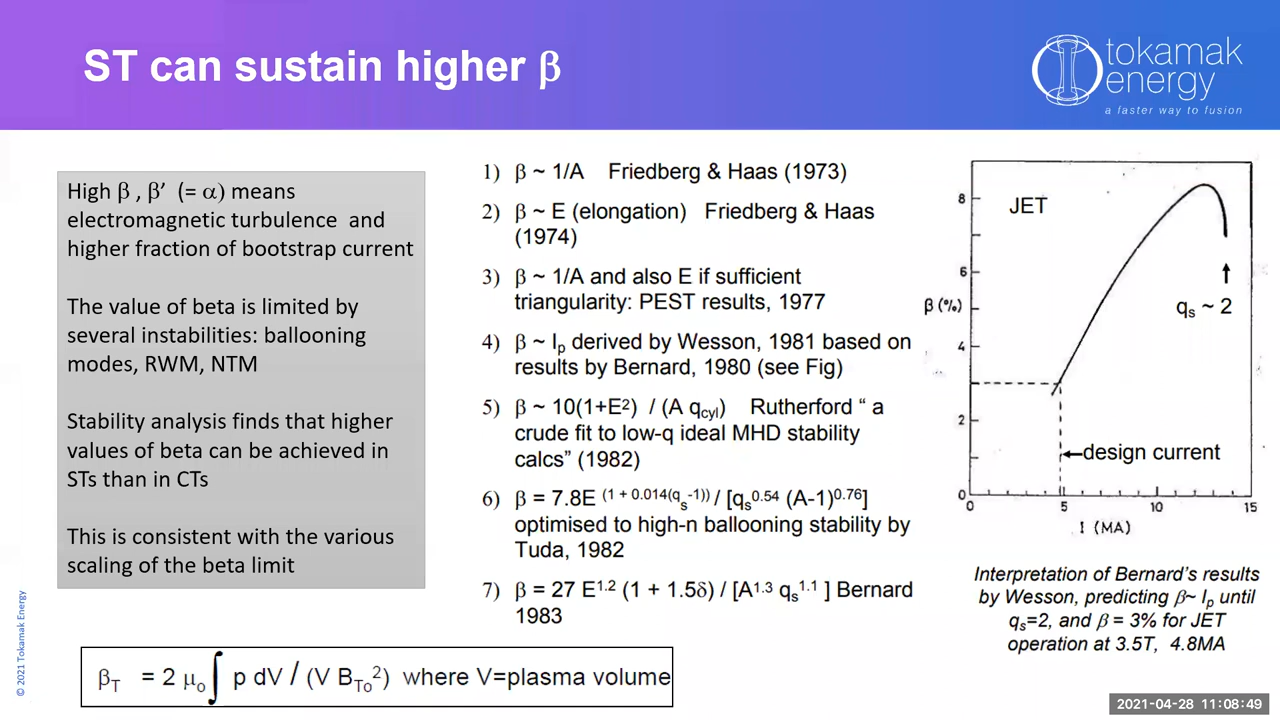 ST can sustain higher β
tokamak
energy
a faster way to fusion
High β , β’ (= α) means
electromagnetic turbulence and
higher fraction of bootstrap current
The value of beta is limited by
several instabilities: ballooning
modes, RWM, NTM
Stability analysis finds that higher
values of beta can be achieved in
STs than in CTs
This is consistent with the various
scaling of the beta limit
1) β ~ 1/A Friedberg & Haas (1973)
2) β ~ E (elongation) Friedberg & Haas
(1974)
3) β ~ 1/A and also E if sufficient
triangularity: PEST results, 1977
4) β ~ Ip derived by Wesson, 1981 based on
results by Bernard, 1980 (see Fig)
5) β ~ 10(1+E²) / (A qcyl) Rutherford “ a
crude fit to low-q ideal MHD stability
calcs” (1982)
6) β = 7.8E (1 + 0.014(qs-1)) / [qs0.54 (A-1)0.76]
optimised to high-n ballooning stability by
Tuda, 1982
7) β = 27 E1.2 (1 + 1.5δ) / [A1.3 qs1.1 ] Bernard
1983
βT = 2 μo ∫ p dV / (V BTo²) where V=plasma volume
JET
8
6
β (%)
4
2
0
qs ~ 2
design current
0 5 10 15
I (MA)
Interpretation of Bernard's results
by Wesson, predicting β~ Ip until
qs=2, and β = 3% for JET
operation at 3.5T, 4.8MA
© 2021 Tokamak Energy
2021-04-28 11:08:49